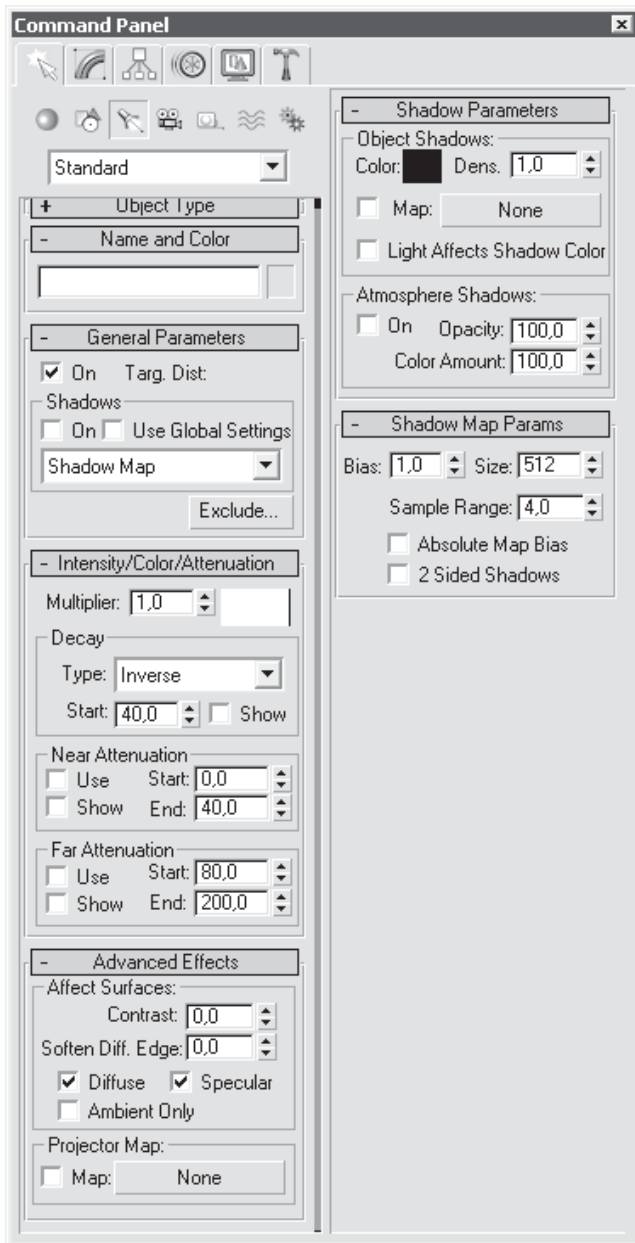 Command Panel
Standard
+ Object Type
- Name and Color
- General Parameters
On Targ. Dist:
Shadows
On Use Global Settings
Shadow Map
Exclude...
- Intensity/Color/Attenuation
Multiplier: 1,0
Decay
Type: Inverse
Start: 40,0 Show
Near Attenuation
Use Start: 0,0
Show End: 40,0
Far Attenuation
Use Start: 80,0
Show End: 200,0
- Advanced Effects
Affect Surfaces:
Contrast: 0,0
Soften Diff. Edge: 0,0
Diffuse Specular
Ambient Only
Projector Map:
Map: None
- Shadow Parameters
Object Shadows:
Color: Dens. 1,0
Map: None
Light Affects Shadow Color
Atmosphere Shadows:
On Opacity: 100,0
Color Amount: 100,0
- Shadow Map Params
Bias: 1,0 Size: 512
Sample Range: 4,0
Absolute Map Bias
2 Sided Shadows